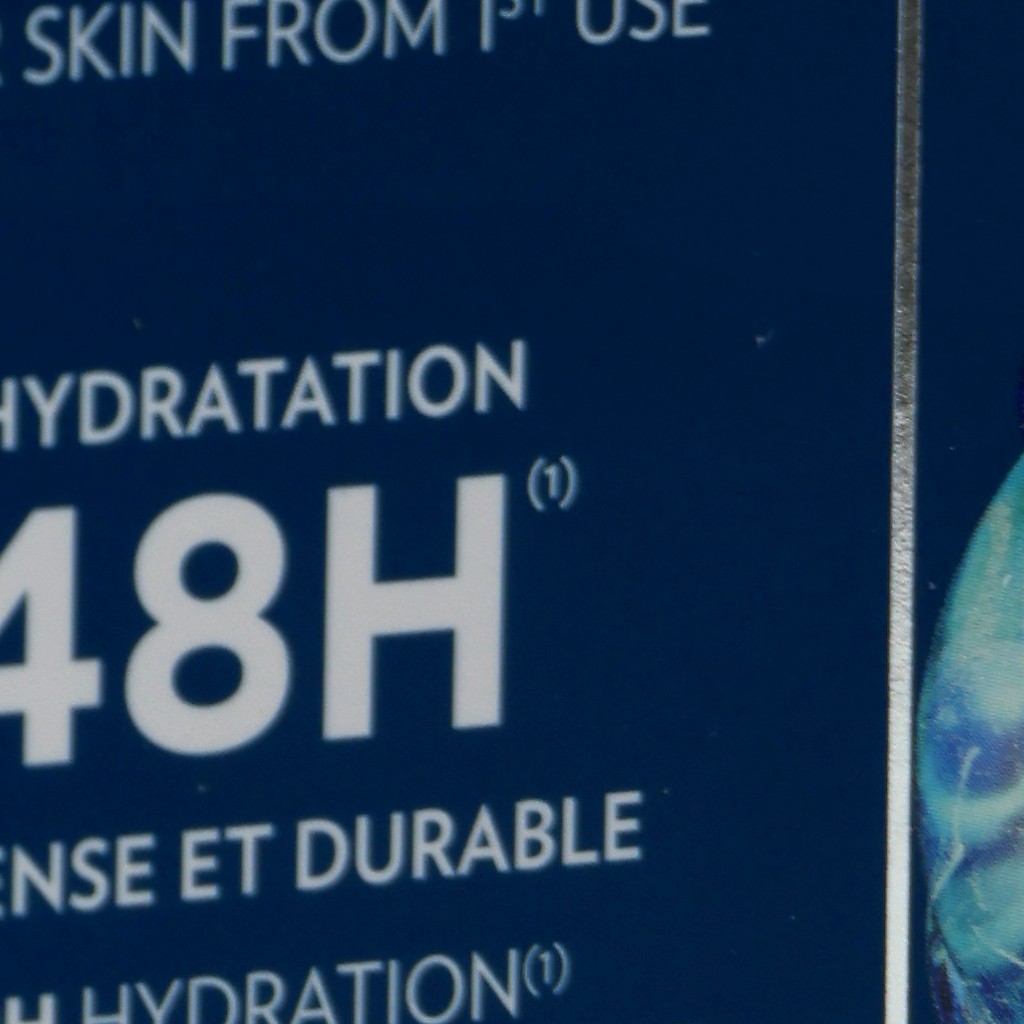 SKIN FROM 1ST USE
HYDRATATION
48H(1)
ENSE ET DURABLE
H HYDRATION(1)